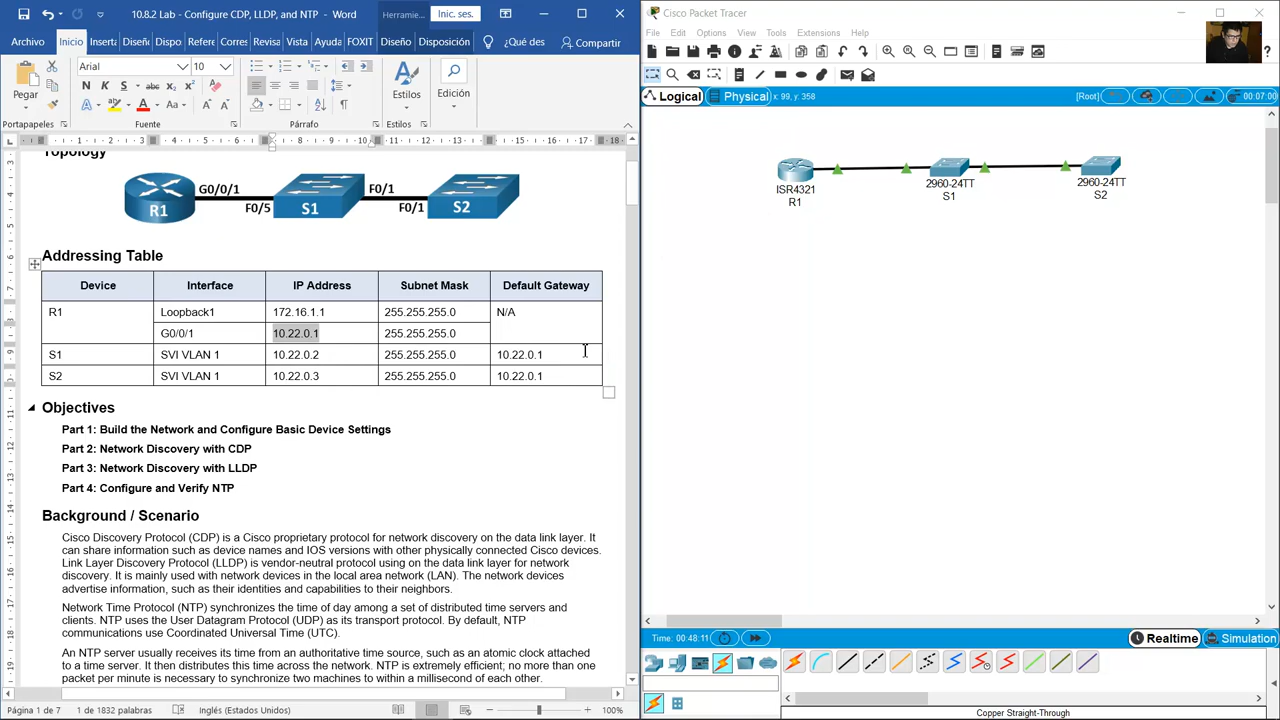 10.8.2 Lab - Configure CDP, LLDP, and NTP - Word
Herramie...
Inic. ses.
Archivo Inicio Insertar Diseño Disposición Referencias Correspondencia Revisar Vista Ayuda FOXIT Diseño Disposición ¿Qué des Compartir
Arial 10
Pegar
Estilos
Edición
Portapapeles Fuente Párrafo Estilos
Topology
G0/0/1 F0/1
R1 F0/5 S1 F0/1 S2
Addressing Table
Device Interface IP Address Subnet Mask Default Gateway
R1 Loopback1 172.16.1.1 255.255.255.0 N/A
G0/0/1 10.22.0.1 255.255.255.0
S1 SVI VLAN 1 10.22.0.2 255.255.255.0 10.22.0.1
S2 SVI VLAN 1 10.22.0.3 255.255.255.0 10.22.0.1
Objectives
Part 1: Build the Network and Configure Basic Device Settings
Part 2: Network Discovery with CDP
Part 3: Network Discovery with LLDP
Part 4: Configure and Verify NTP
Background / Scenario
Cisco Discovery Protocol (CDP) is a Cisco proprietary protocol for network discovery on the data link layer. It
can share information such as device names and IOS versions with other physically connected Cisco devices.
Link Layer Discovery Protocol (LLDP) is vendor-neutral protocol using on the data link layer for network
discovery. It is mainly used with network devices in the local area network (LAN). The network devices
advertise information, such as their identities and capabilities to their neighbors.
Network Time Protocol (NTP) synchronizes the time of day among a set of distributed time servers and
clients. NTP uses the User Datagram Protocol (UDP) as its transport protocol. By default, NTP
communications use Coordinated Universal Time (UTC).
An NTP server usually receives its time from an authoritative time source, such as an atomic clock attached
to a time server. It then distributes this time across the network. NTP is extremely efficient; no more than one
packet per minute is necessary to synchronize two machines to within a millisecond of each other.
Página 1 de 7 1 de 1832 palabras Inglés (Estados Unidos) 100%
Cisco Packet Tracer
File Edit Options View Tools Extensions Help
Logical Physical x: 99, y: 358 [Root] 00:07:00
ISR4321
R1
2960-24TT
S1
2960-24TT
S2
Time: 00:48:11 Realtime Simulation
Copper Straight-Through